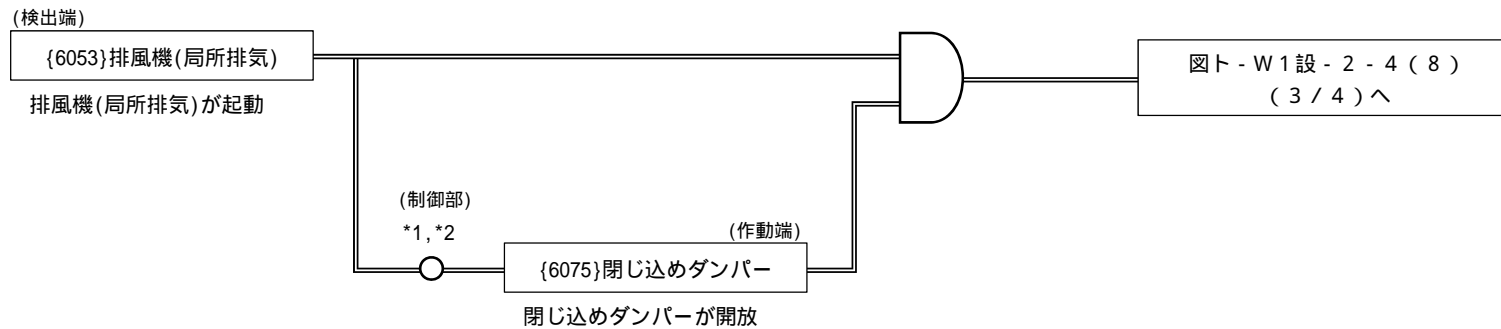 (検出端)
{6053}排風機(局所排気)
排風機(局所排気)が起動
図ト-W1設-2-4(8)
(3/4)へ
(制御部)
*1,*2
(作動端)
{6075}閉じ込めダンパー
閉じ込めダンパーが開放